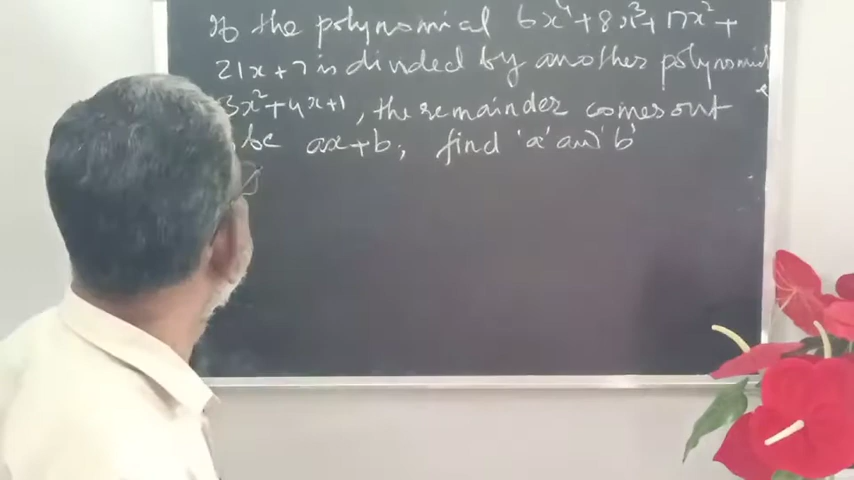 If the polynomial 6x⁴+8x³+17x²+
21x+7 is divided by another polynomial
3x²+4x+1, the remainder comes out
be ax+b, find 'a' and 'b'